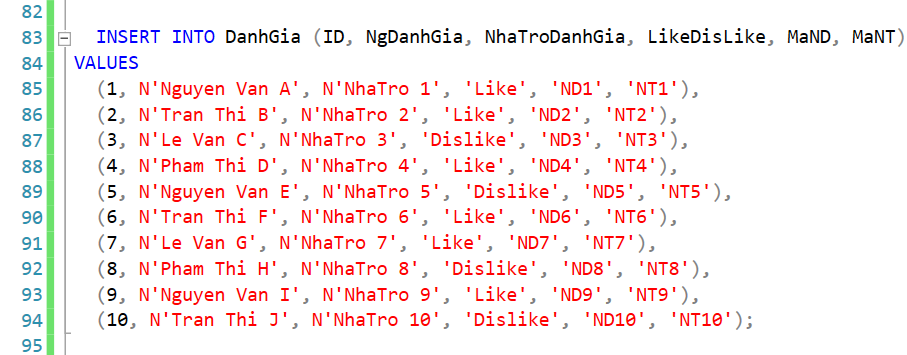 82
83 INSERT INTO DanhGia (ID, NgDanhGia, NhaTroDanhGia, LikeDisLike, MaND, MaNT)
84 VALUES
85 (1, N'Nguyen Van A', N'NhaTro 1', 'Like', 'ND1', 'NT1'),
86 (2, N'Tran Thi B', N'NhaTro 2', 'Like', 'ND2', 'NT2'),
87 (3, N'Le Van C', N'NhaTro 3', 'Dislike', 'ND3', 'NT3'),
88 (4, N'Pham Thi D', N'NhaTro 4', 'Like', 'ND4', 'NT4'),
89 (5, N'Nguyen Van E', N'NhaTro 5', 'Dislike', 'ND5', 'NT5'),
90 (6, N'Tran Thi F', N'NhaTro 6', 'Like', 'ND6', 'NT6'),
91 (7, N'Le Van G', N'NhaTro 7', 'Like', 'ND7', 'NT7'),
92 (8, N'Pham Thi H', N'NhaTro 8', 'Dislike', 'ND8', 'NT8'),
93 (9, N'Nguyen Van I', N'NhaTro 9', 'Like', 'ND9', 'NT9'),
94 (10, N'Tran Thi J', N'NhaTro 10', 'Dislike', 'ND10', 'NT10');
95